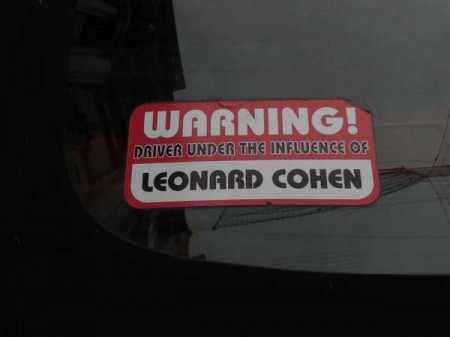 WARNING!
DRIVER UNDER THE INFLUENCE OF
LEONARD COHEN